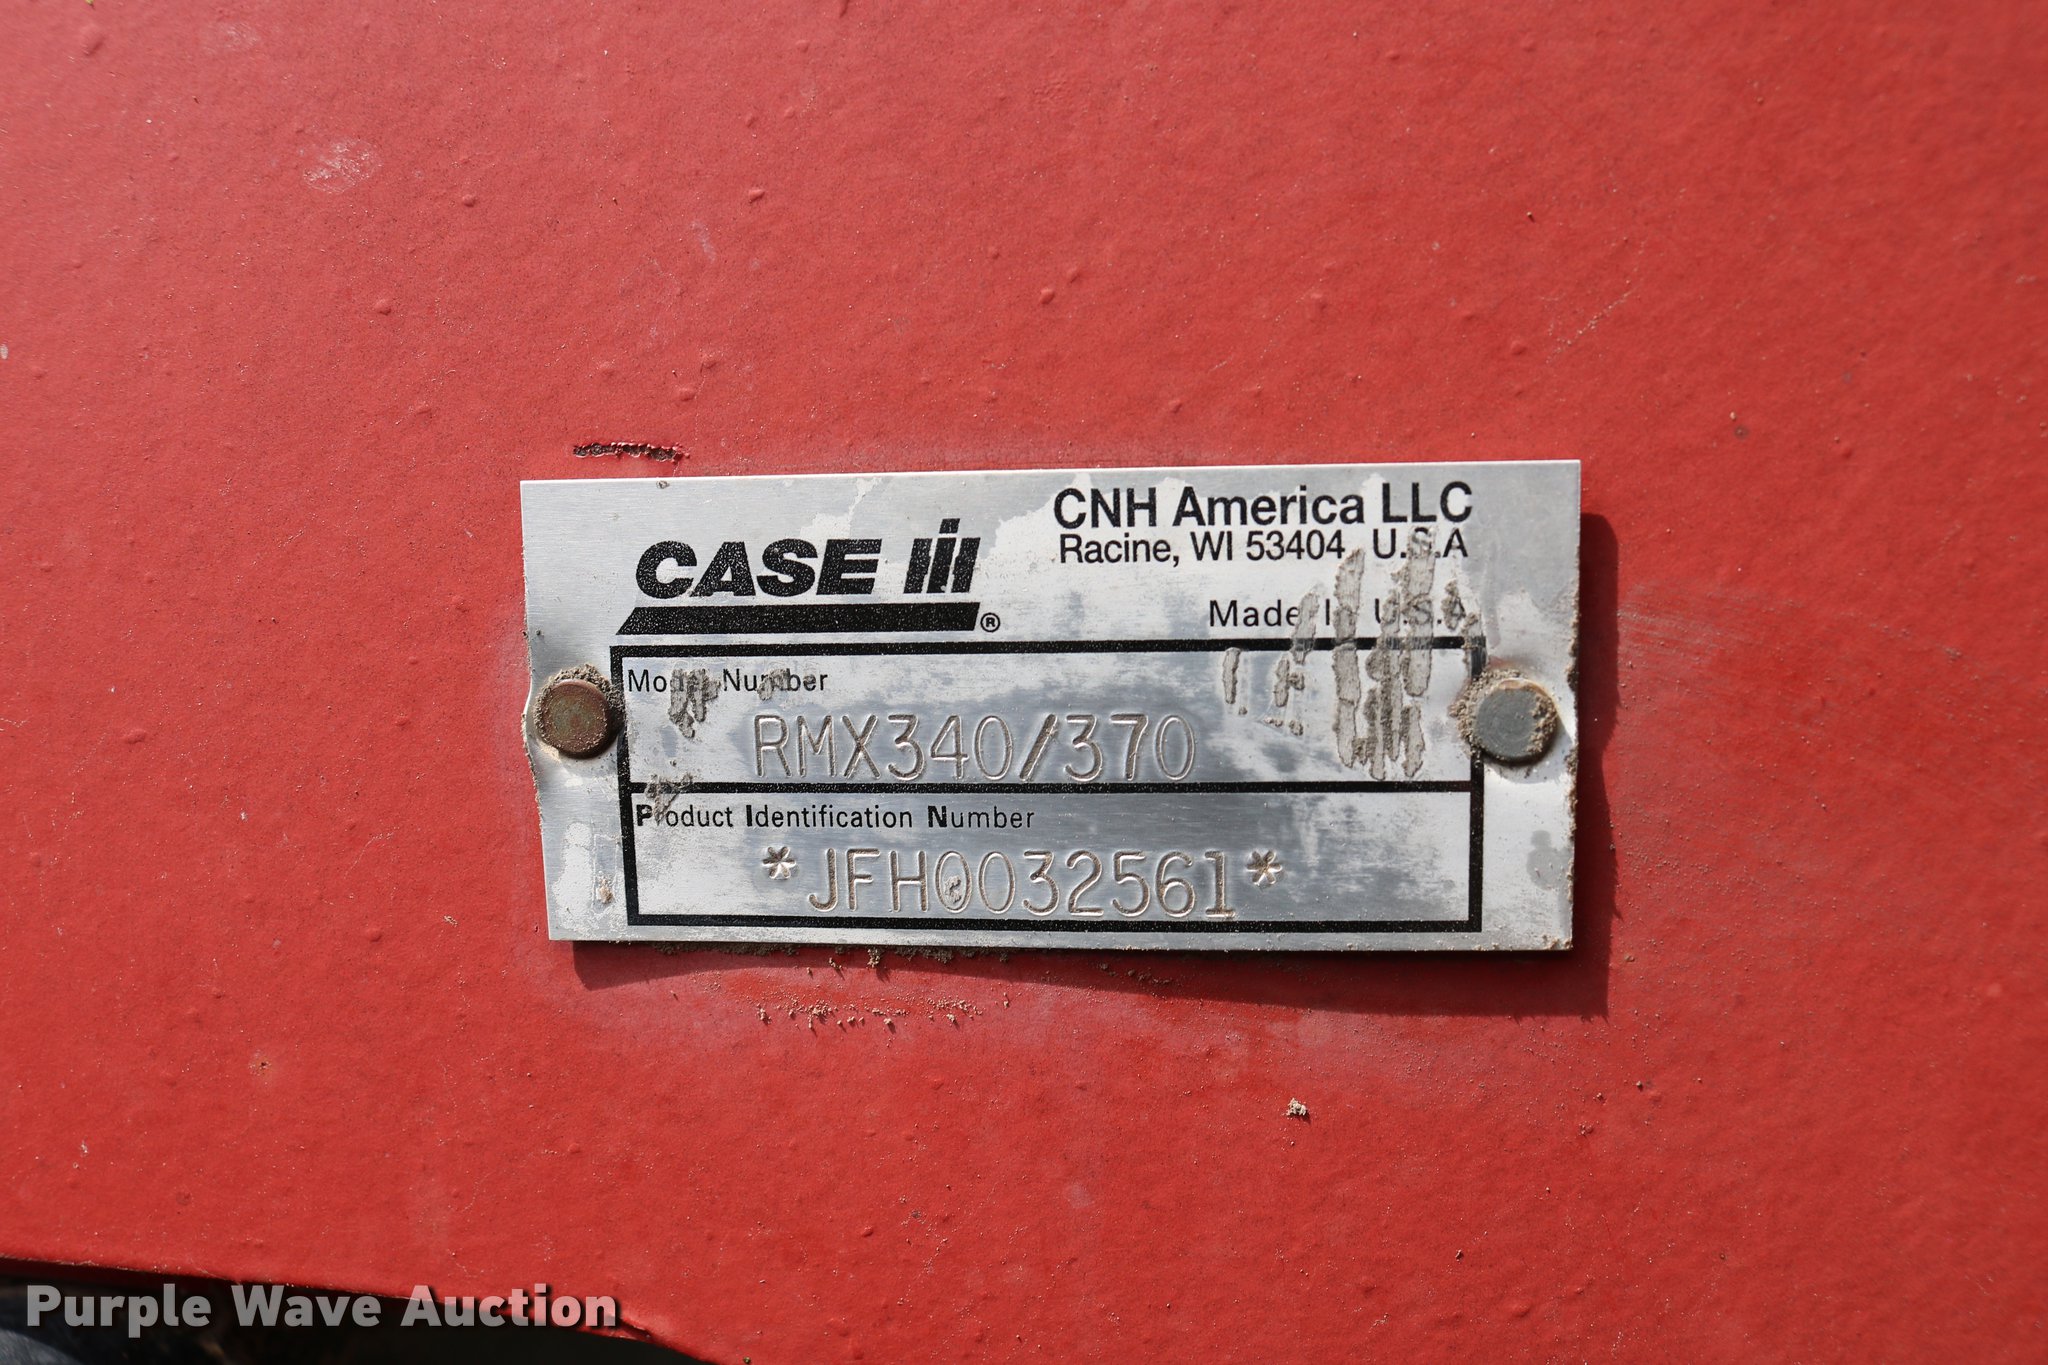 CASE IH®
CNH America LLC
Racine, WI 53404, U.S.A
Made In U.S.A.
Model Number
RMX340/370
Product Identification Number
*JFH0032561*
Purple Wave Auction